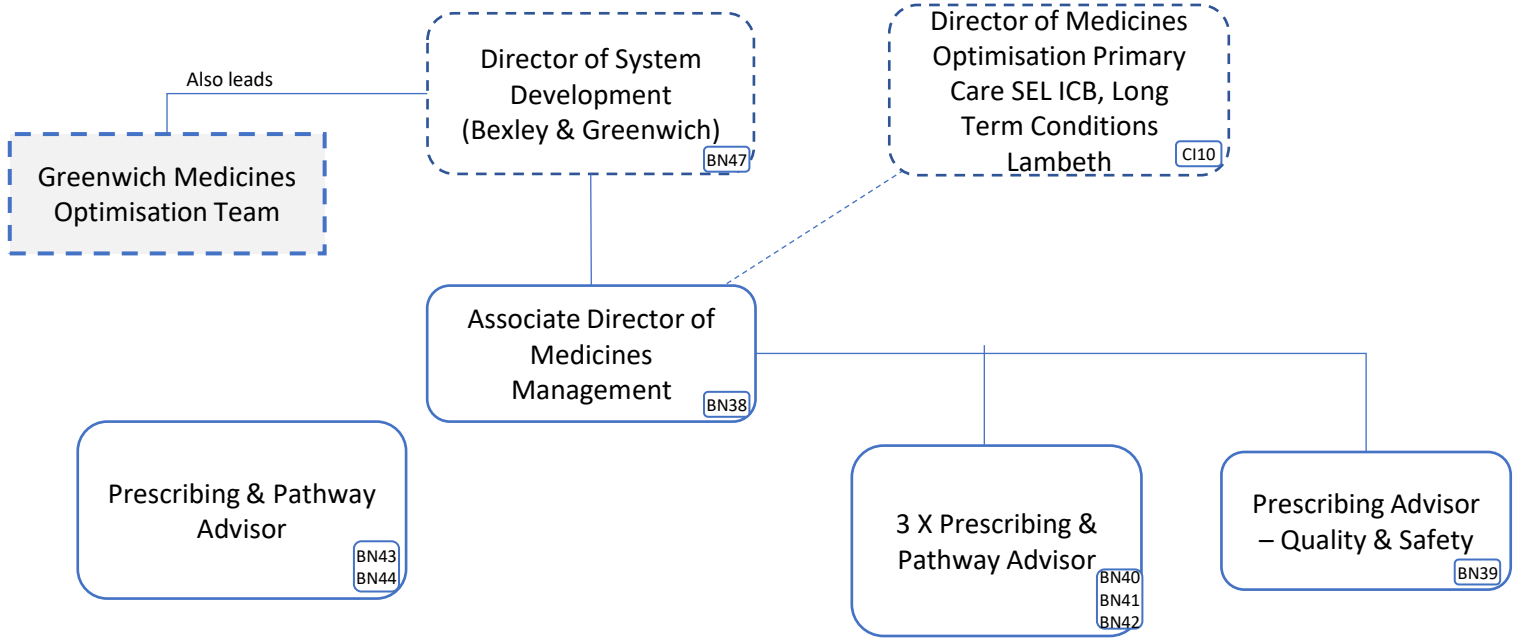 Also leads
Director of System
Development
(Bexley & Greenwich)
BN47
Director of Medicines
Optimisation Primary
Care SEL ICB, Long
Term Conditions
Lambeth
CI10
Greenwich Medicines
Optimisation Team
Associate Director of
Medicines
Management
BN38
Prescribing & Pathway
Advisor
BN43
BN44
3 X Prescribing &
Pathway Advisor
BN40
BN41
BN42
Prescribing Advisor
– Quality & Safety
BN39